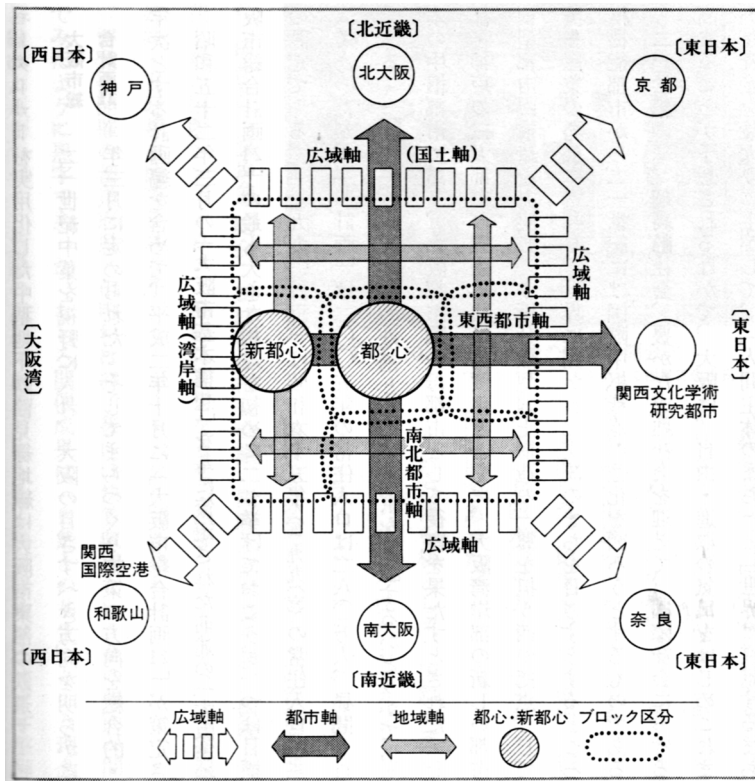 〔北近畿〕
〔西日本〕
〔東日本〕
神戸
北大阪
京都
広域軸
(国土軸)
広域軸
広域軸(湾岸軸)
〔大阪湾〕
新都心
都心
東西都市軸
〔東日本〕
関西文化学術
研究都市
南北都市軸
広域軸
関西
国際空港
和歌山
南大阪
奈良
〔西日本〕
〔南近畿〕
〔東日本〕
広域軸
都市軸
地域軸
都心・新都心
ブロック区分